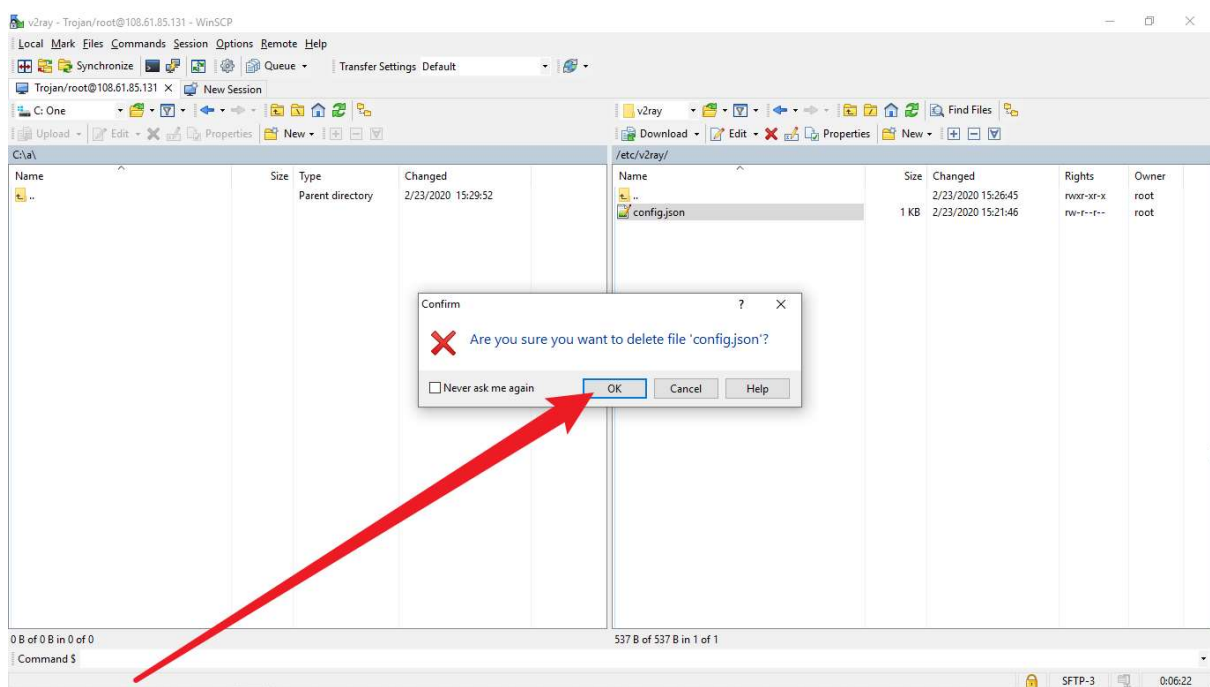 v2ray - Trojan/root@108.61.85.131 - WinSCP
Local Mark Files Commands Session Options Remote Help
Synchronize Queue Transfer Settings Default
Trojan/root@108.61.85.131 New Session
C: One
v2ray Find Files
Upload Edit Properties New
Download Edit Properties New
C:\a\
/etc/v2ray/
Name Size Type Changed
Name Size Changed Rights Owner
.. Parent directory 2/23/2020 15:29:52
.. 2/23/2020 15:26:45 rwxr-xr-x root
config.json 1 KB 2/23/2020 15:21:46 rw-r--r-- root
Confirm ?
Are you sure you want to delete file 'config.json'?
Never ask me again OK Cancel Help
0 B of 0 B in 0 of 0
537 B of 537 B in 1 of 1
Command $
SFTP-3 0:06:22